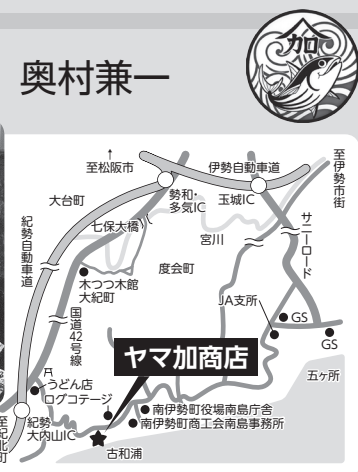 奥村兼一
加
↑
至松阪市
伊勢自動車道
至伊勢市街
大台町
勢和・
多気IC
玉城IC
紀勢自動車道
七保大橋
宮川
サニーロード
度会町
木つつ木館
大紀町
国道42号線
JA支所
GS
GS
ヤマ加商店
五ヶ所
うどん店
ログコテージ
南伊勢町役場南島庁舎
南伊勢町商工会南島事務所
紀勢
大内山IC
古和浦
至紀北町